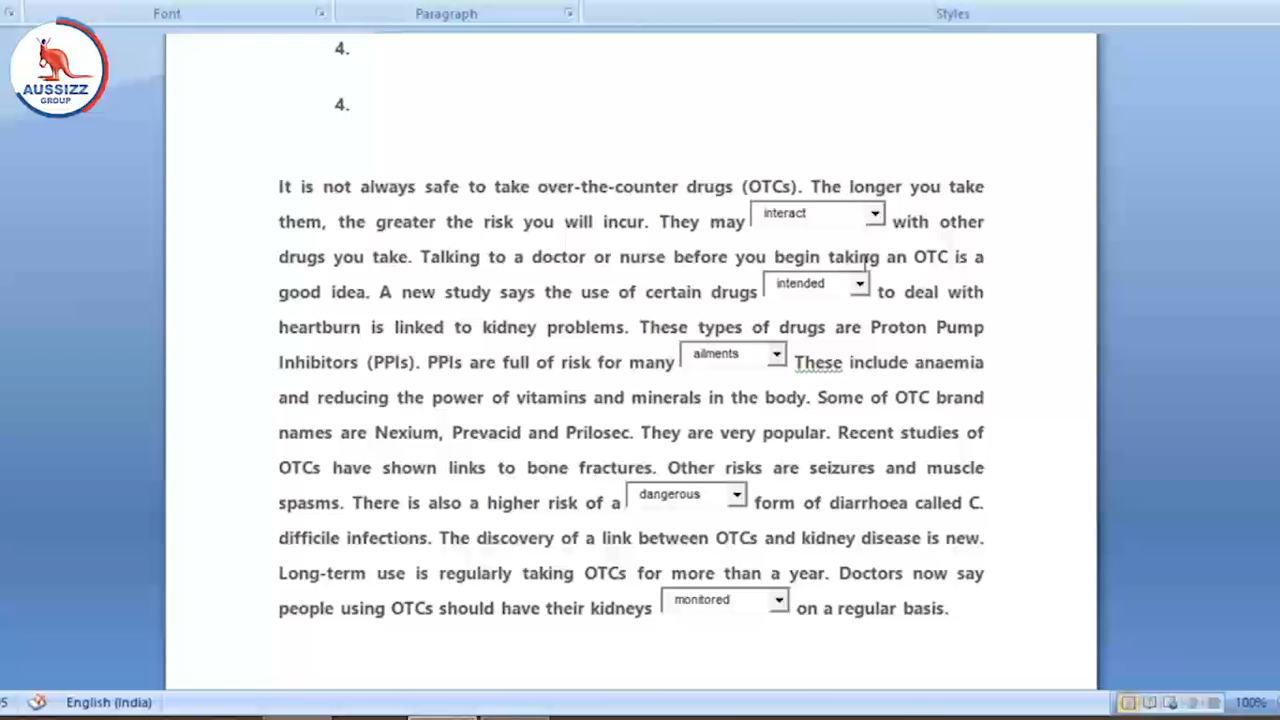 Font Paragraph Styles
AUSSIZZ
GROUP
4.
4.
It is not always safe to take over-the-counter drugs (OTCs). The longer you take
them, the greater the risk you will incur. They may interact with other
drugs you take. Talking to a doctor or nurse before you begin taking an OTC is a
good idea. A new study says the use of certain drugs intended to deal with
heartburn is linked to kidney problems. These types of drugs are Proton Pump
Inhibitors (PPIs). PPIs are full of risk for many ailments These include anaemia
and reducing the power of vitamins and minerals in the body. Some of OTC brand
names are Nexium, Prevacid and Prilosec. They are very popular. Recent studies of
OTCs have shown links to bone fractures. Other risks are seizures and muscle
spasms. There is also a higher risk of a dangerous form of diarrhoea called C.
difficile infections. The discovery of a link between OTCs and kidney disease is new.
Long-term use is regularly taking OTCs for more than a year. Doctors now say
people using OTCs should have their kidneys monitored on a regular basis.
English (India) 100%